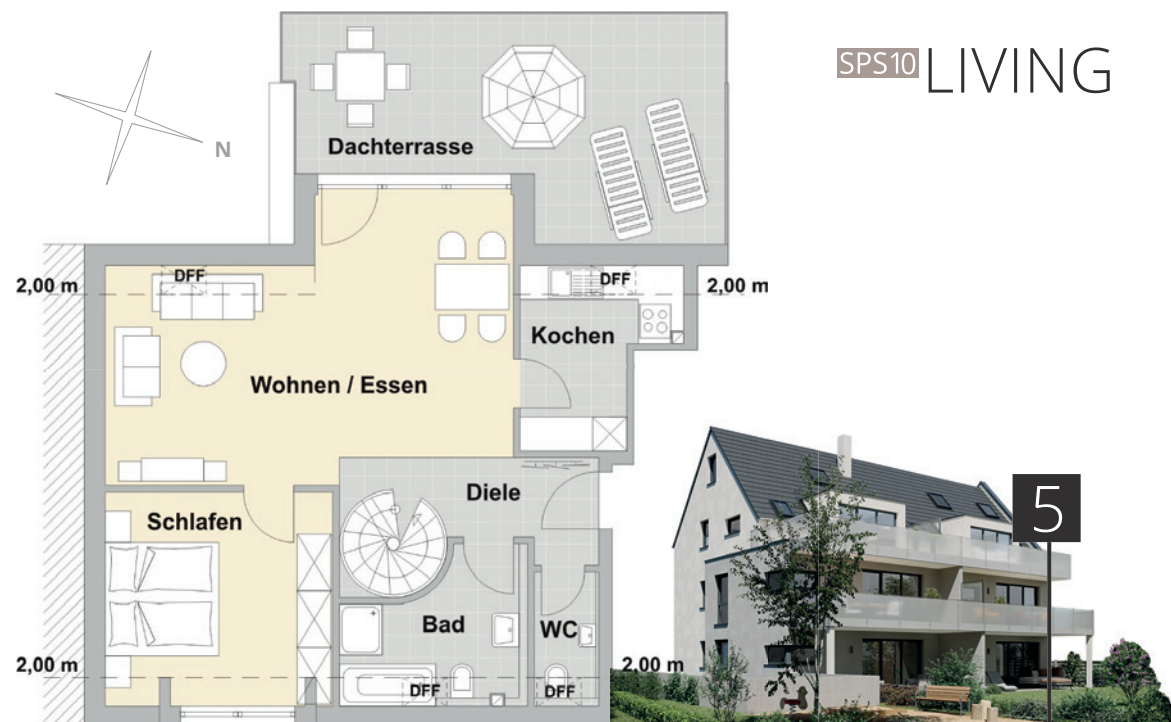 SPS10 LIVING
N
Dachterrasse
DFF
2,00 m
DFF
2,00 m
Kochen
Wohnen / Essen
Diele
Schlafen
5
Bad
WC
2,00 m
2,00 m
DFF
DFF